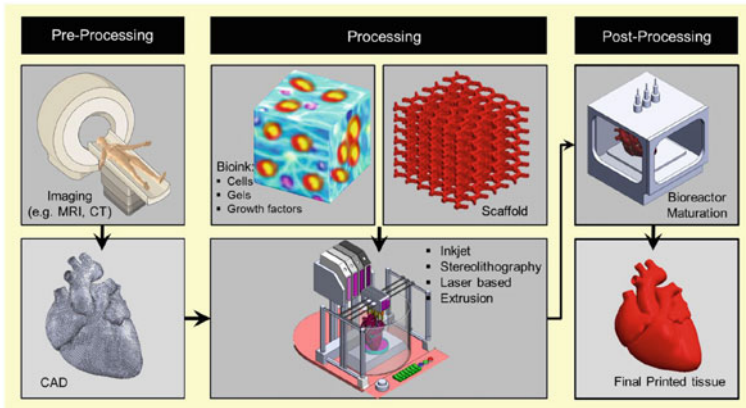 Pre-Processing
Processing
Post-Processing
Imaging
(e.g. MRI, CT)
CAD
Bioink:
▪ Cells
▪ Gels
▪ Growth factors
Scaffold
▪ Inkjet
▪ Stereolithography
▪ Laser based
▪ Extrusion
Bioreactor
Maturation
Final Printed tissue